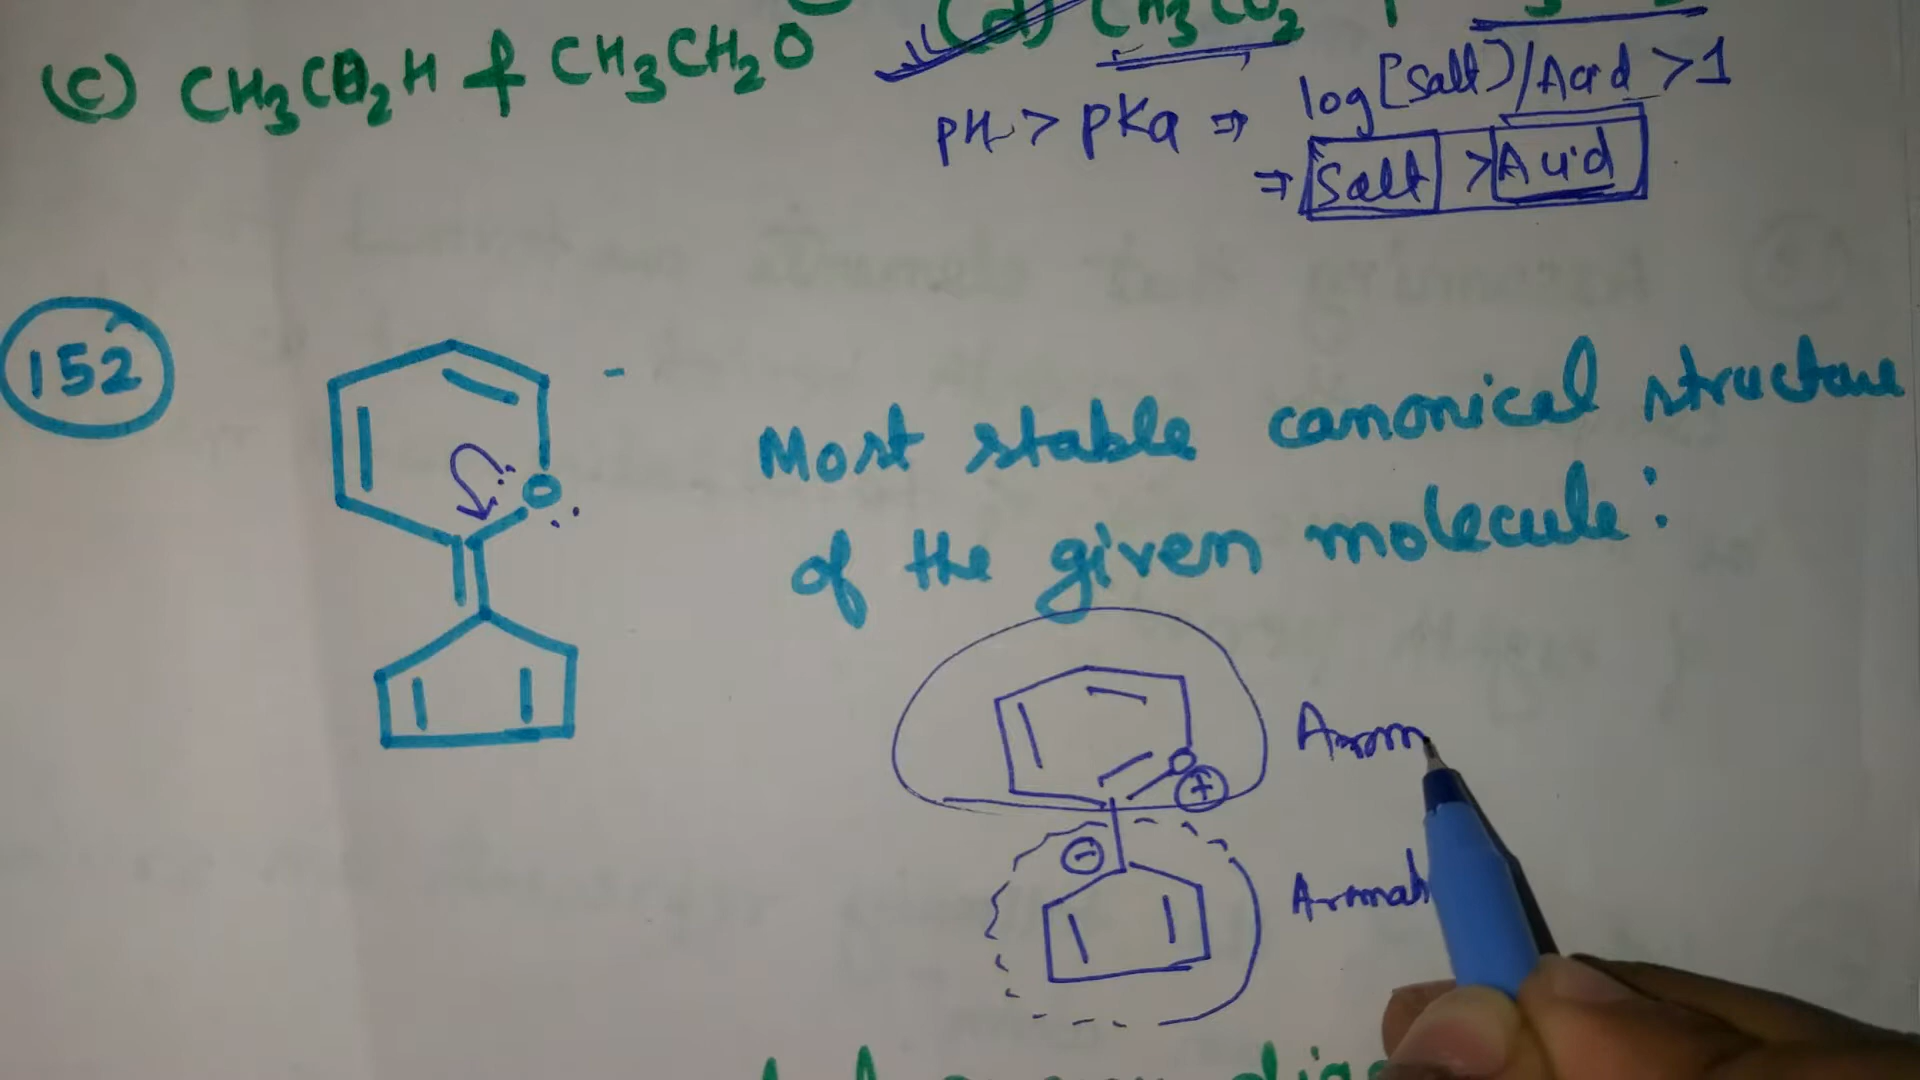 (c) CH3CO2H & CH3CH2O (d) CH3CO2
log[Salt)/Acid >1
pH > pKa ⇒
⇒ Salt > Acid
152
O
Most stable canonical structure
of the given molecule:
O
+
Arom
−
Aromat